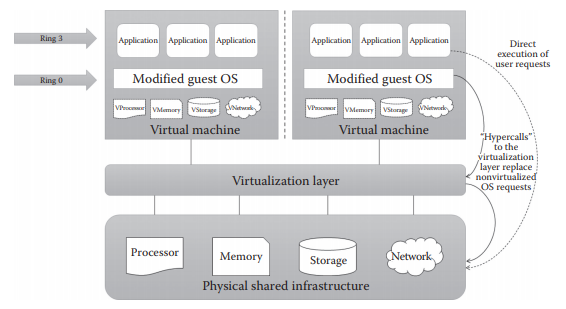 Ring 3
Ring 0
Application
Application
Application
Modified guest OS
VProcessor
VMemory
VStorage
VNetwork
Virtual machine
Application
Application
Application
Modified guest OS
VProcessor
VMemory
VStorage
VNetwork
Virtual machine
Direct
execution of
user requests
"Hypercalls"
to the
virtualization
layer replace
nonvirtualized
OS requests
Virtualization layer
Processor
Memory
Storage
Network
Physical shared infrastructure